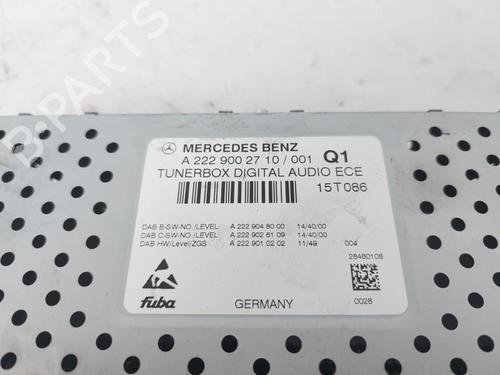 B-PARTS
MERCEDES BENZ
A 222 900 27 10 / 001 Q1
TUNERBOX DIGITAL AUDIO ECE
15T086
DAB B-SW-NO./LEVEL A 222 904 80 00 14/40/00
DAB C-SW-NO./LEVEL: A 222 902 61 09 14/40/00
DAB HW/Level/ZGS A 222 901 02 02 11/49 004
28460108
fuba GERMANY 0028